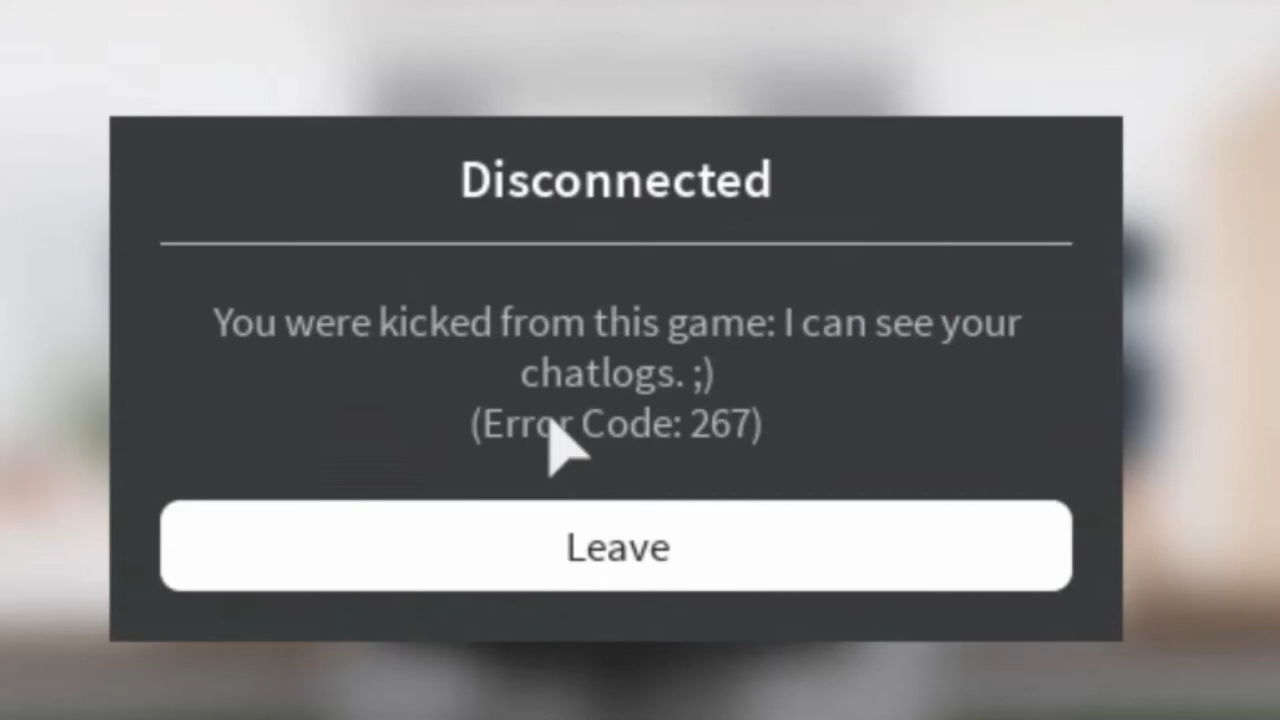 Disconnected
You were kicked from this game: I can see your
chatlogs. ;)
(Error Code: 267)
Leave